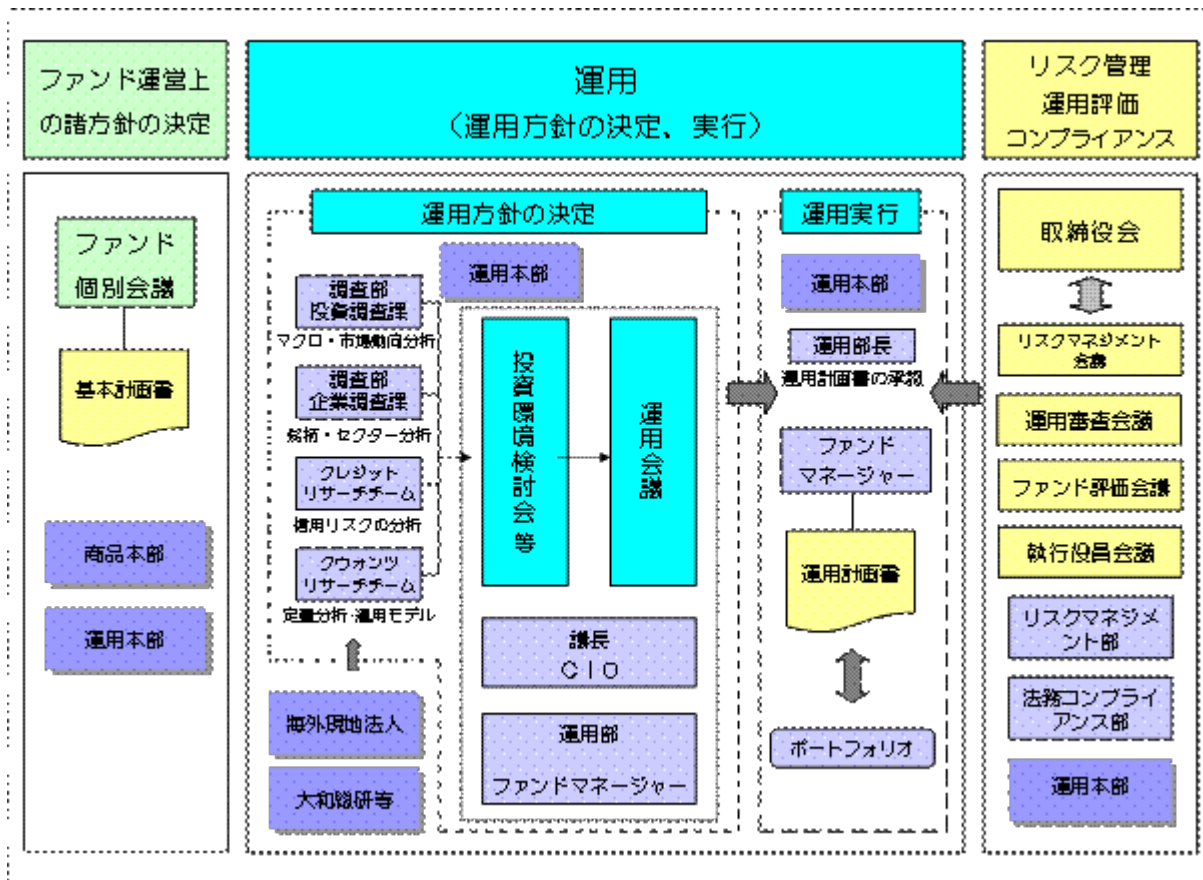 ファンド運営上
の諸方針の決定
運用
（運用方針の決定、実行）
リスク管理
運用評価
コンプライアンス
ファンド
個別会議
基本計画書
商品本部
運用本部
運用方針の決定
運用本部
調査部
投資調査課
マクロ・市場動向分析
調査部
企業調査課
銘柄・セクター分析
クレジット
リサーチチーム
信用リスクの分析
クウォンツ
リサーチチーム
定量分析・運用モデル
海外現地法人
大和総研等
投資環境検討会等
運用会議
議長
ＣＩＯ
運用部
ファンドマネージャー
運用実行
運用本部
運用部長
運用計画書の承認
ファンド
マネージャー
運用計画書
ポートフォリオ
取締役会
リスクマネジメント
会議
運用審査会議
ファンド評価会議
執行役員会議
リスクマネジメ
ント部
法務コンプライ
アンス部
運用本部